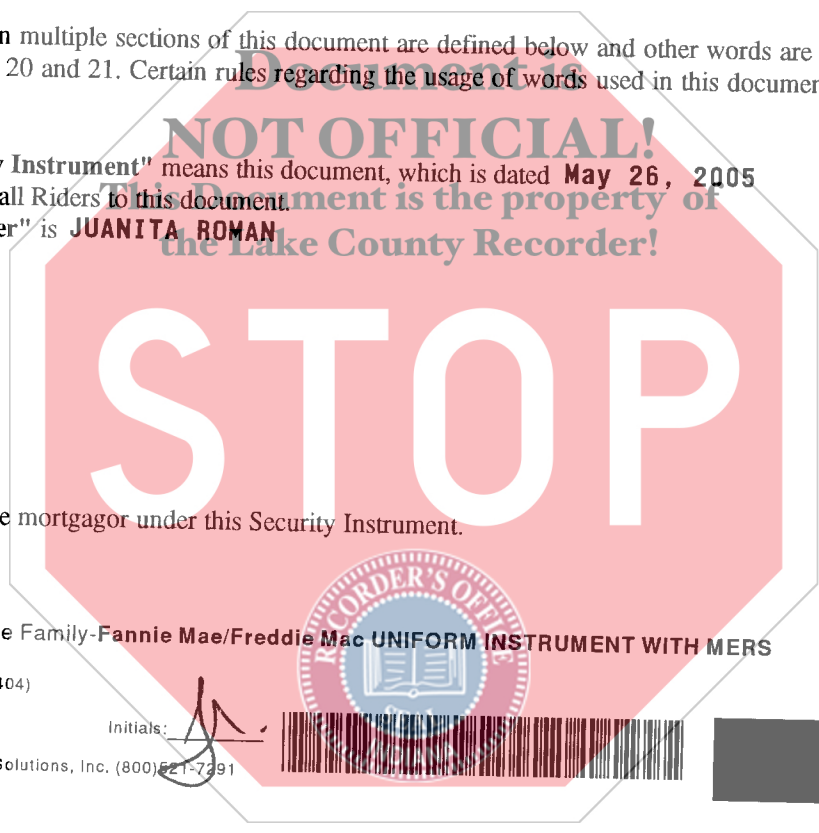 n multiple sections of this document are defined below and other words are
20 and 21. Certain rules regarding the usage of words used in this documen
Document is
NOT OFFICIAL!
y Instrument" means this document, which is dated May 26, 2005
all Riders to this document.
This Document is the property of
er" is JUANITA ROMAN
the Lake County Recorder!
STOP
e mortgagor under this Security Instrument.
RECORDER'S OFFICE
e Family-Fannie Mae/Freddie Mac UNIFORM INSTRUMENT WITH MERS
404)
SEAL
Initials:
INDIANA
Solutions, Inc. (800)521-7291